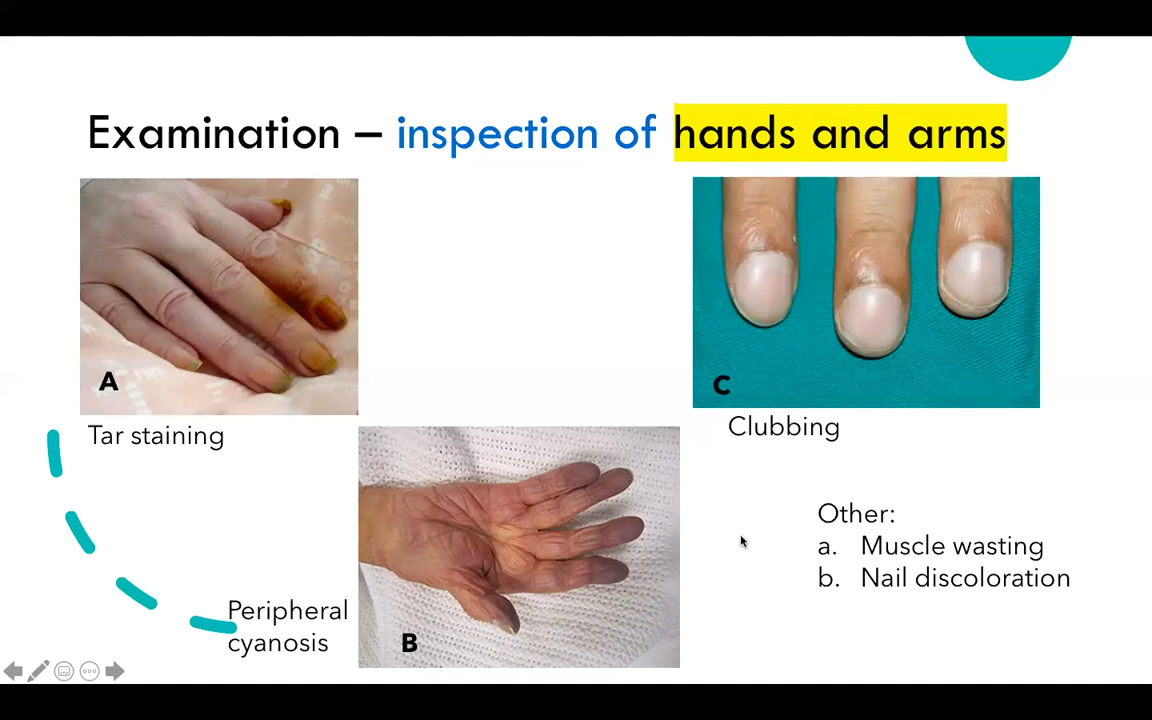 Examination – inspection of hands and arms
A
Tar staining
B
Peripheral
cyanosis
C
Clubbing
Other:
a. Muscle wasting
b. Nail discoloration